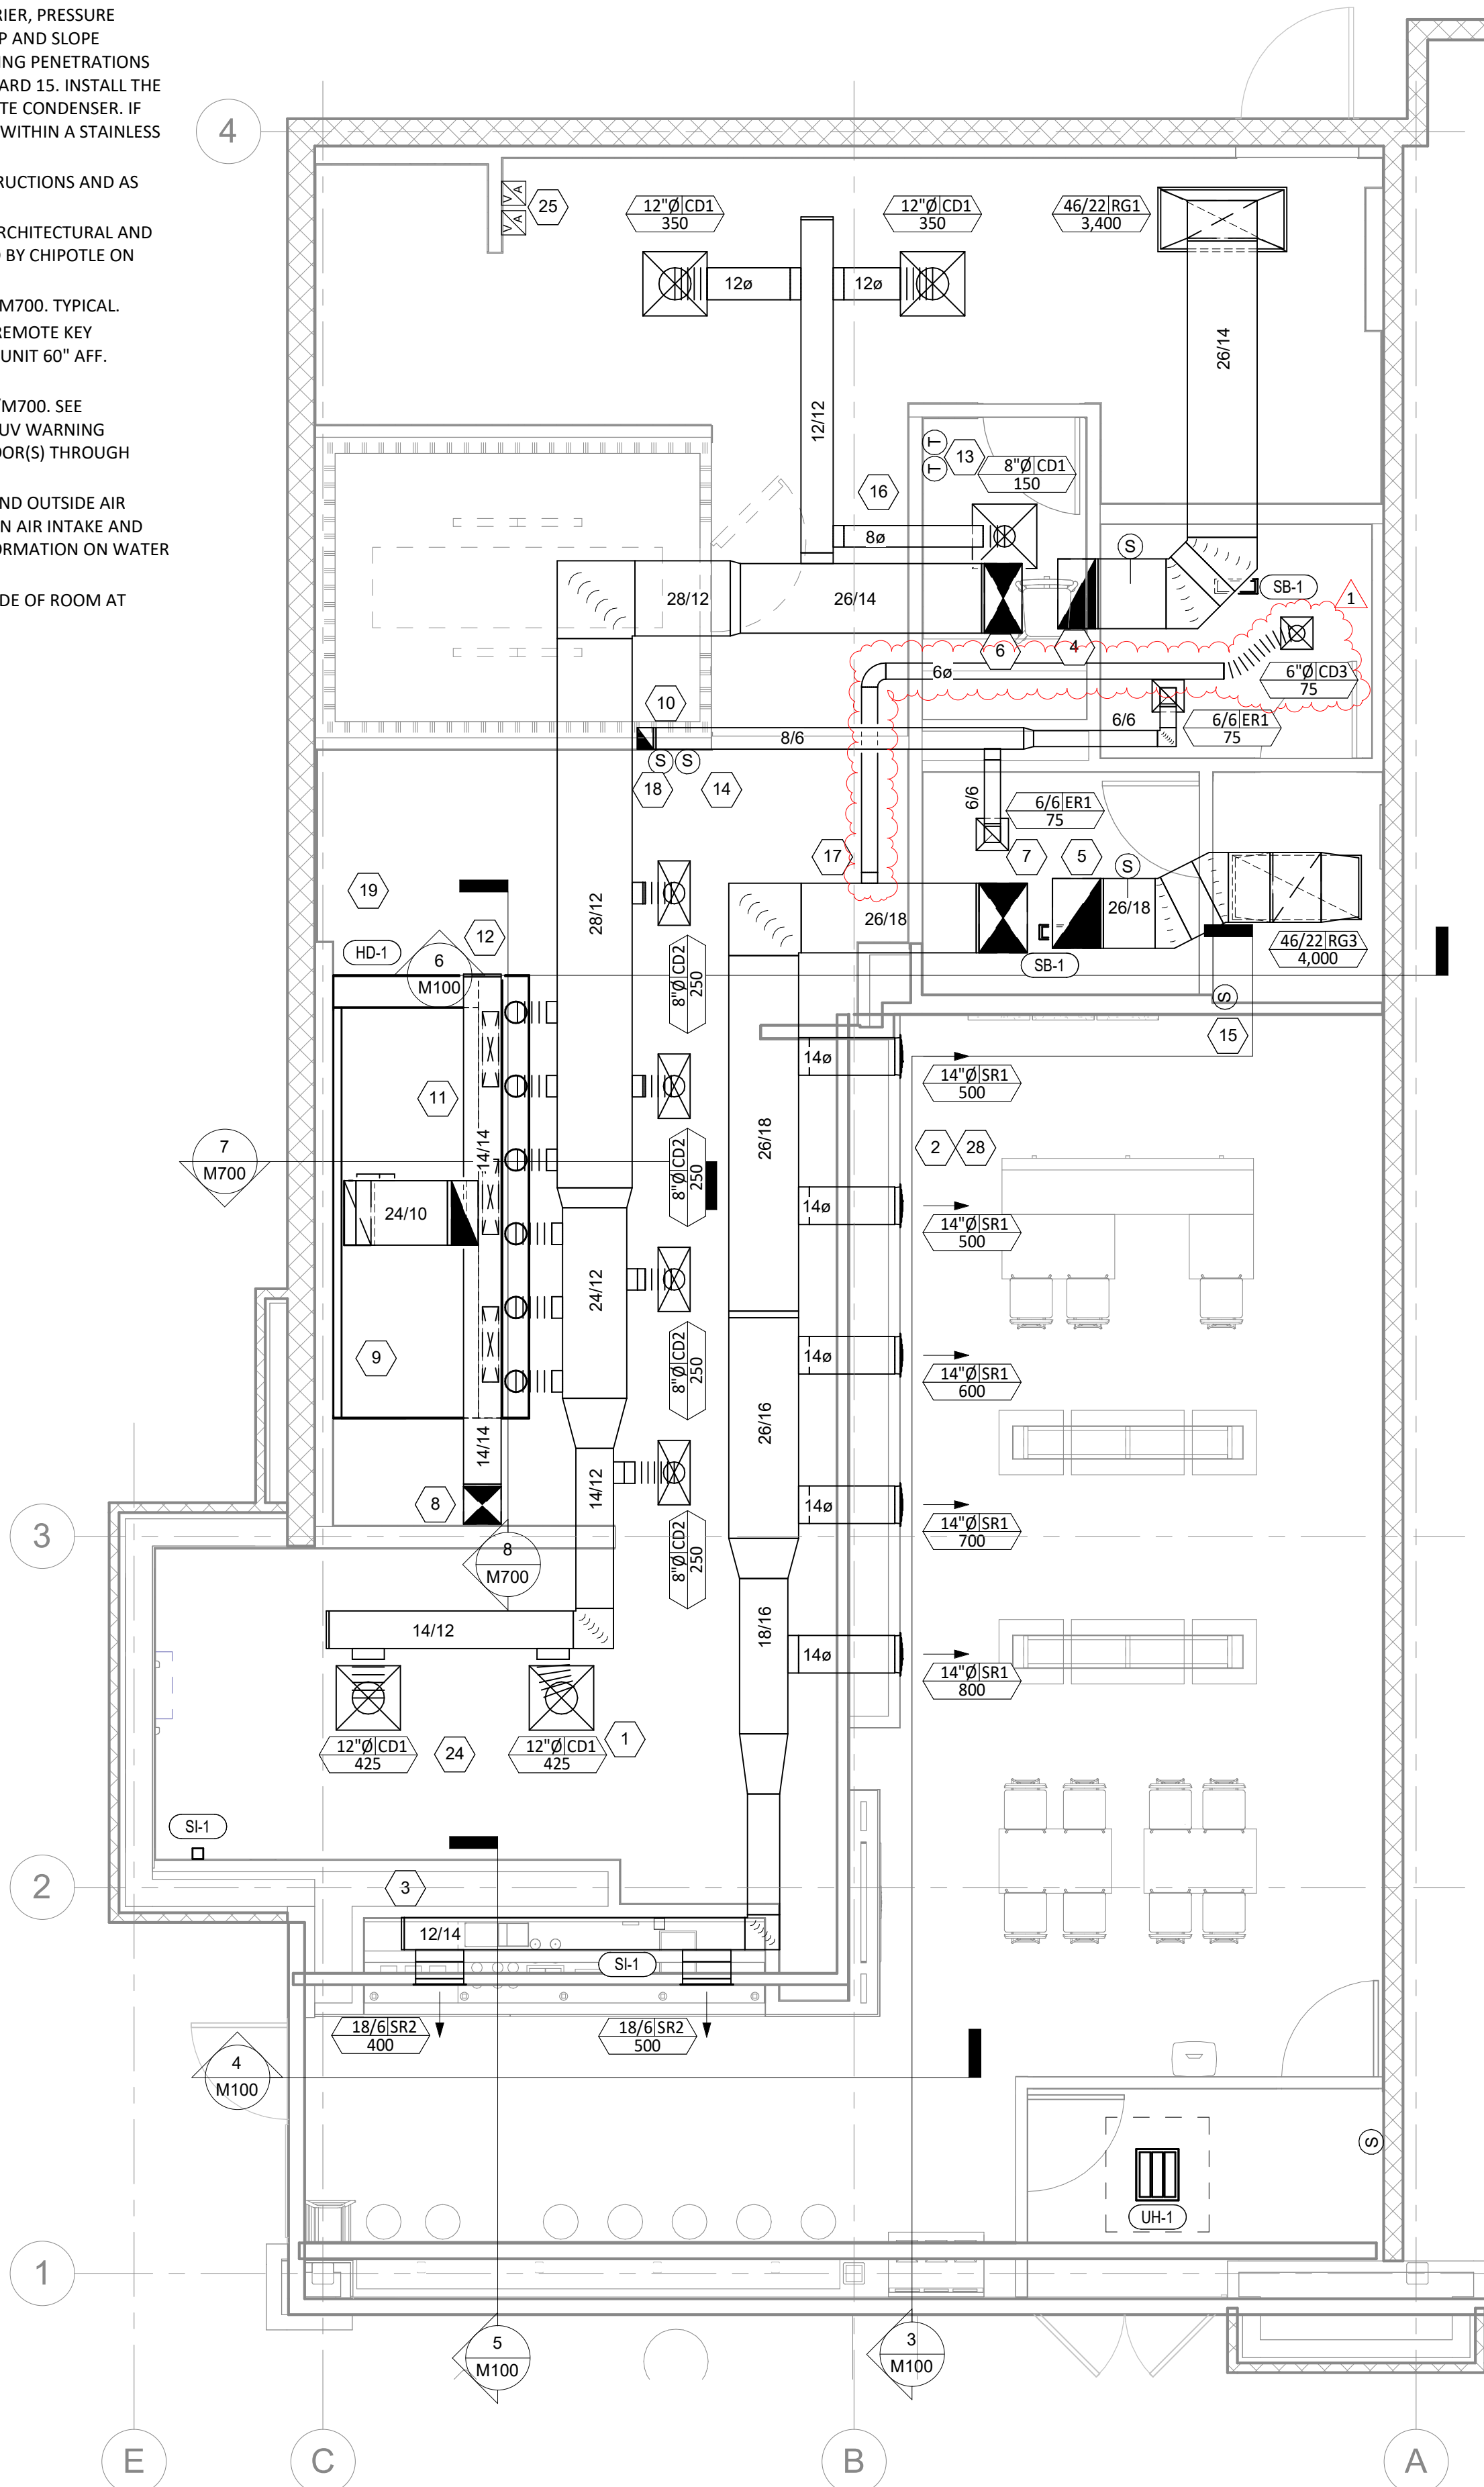 RIER, PRESSURE
P AND SLOPE
ING PENETRATIONS
ARD 15. INSTALL THE
TE CONDENSER. IF
WITHIN A STAINLESS
RUCTIONS AND AS
RCHITECTURAL AND
D BY CHIPOTLE ON
M700. TYPICAL.
REMOTE KEY
UNIT 60" AFF.
/M700. SEE
UV WARNING
OOR(S) THROUGH
ND OUTSIDE AIR
N AIR INTAKE AND
ORMATION ON WATER
DE OF ROOM AT
4
V A
V A
25
12"Ø CD1
350
12"Ø CD1
350
46/22 RG1
3,400
12ø
12ø
26/14
12/12
T
T
13
8"Ø CD1
150
16
8ø
S
28/12
26/14
SB-1
1
6
4
6ø
6"Ø CD3
75
10
8/6
6/6
6/6 ER1
75
S
S
18
14
6/6
6/6 ER1
75
17
7
5
S
19
28/12
26/18
26/18
12
HD-1
6
M100
8"Ø CD2
250
SB-1
46/22 RG3
4,000
S
15
14ø
14"Ø SR1
500
11
14/14
26/18
2
28
7
M700
8"Ø CD2
250
24/10
14ø
14"Ø SR1
500
24/12
9
8"Ø CD2
250
14ø
14"Ø SR1
600
26/16
14/14
14/12
8
14ø
14"Ø SR1
700
3
8
M700
8"Ø CD2
250
14/12
18/16
14ø
14"Ø SR1
800
12"Ø CD1
425
24
12"Ø CD1
425
1
SI-1
2
3
12/14
SI-1
18/6 SR2
400
18/6 SR2
500
4
M100
S
UH-1
1
5
M100
3
M100
E
C
B
A